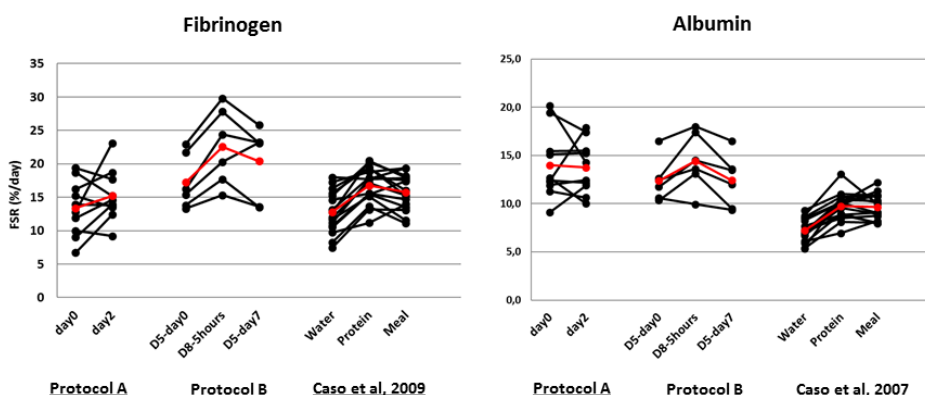 Fibrinogen
FSR (%/day)
35
30
25
20
15
10
5
0
day0
day2
D5-day0
D8-5hours
D5-day7
Water
Protein
Meal
Protocol A
Protocol B
Caso et al, 2009
Albumin
25,0
20,0
15,0
10,0
5,0
0,0
day0
day2
D5-day0
D8-5hours
D5-day7
Water
Protein
Meal
Protocol A
Protocol B
Caso et al, 2007